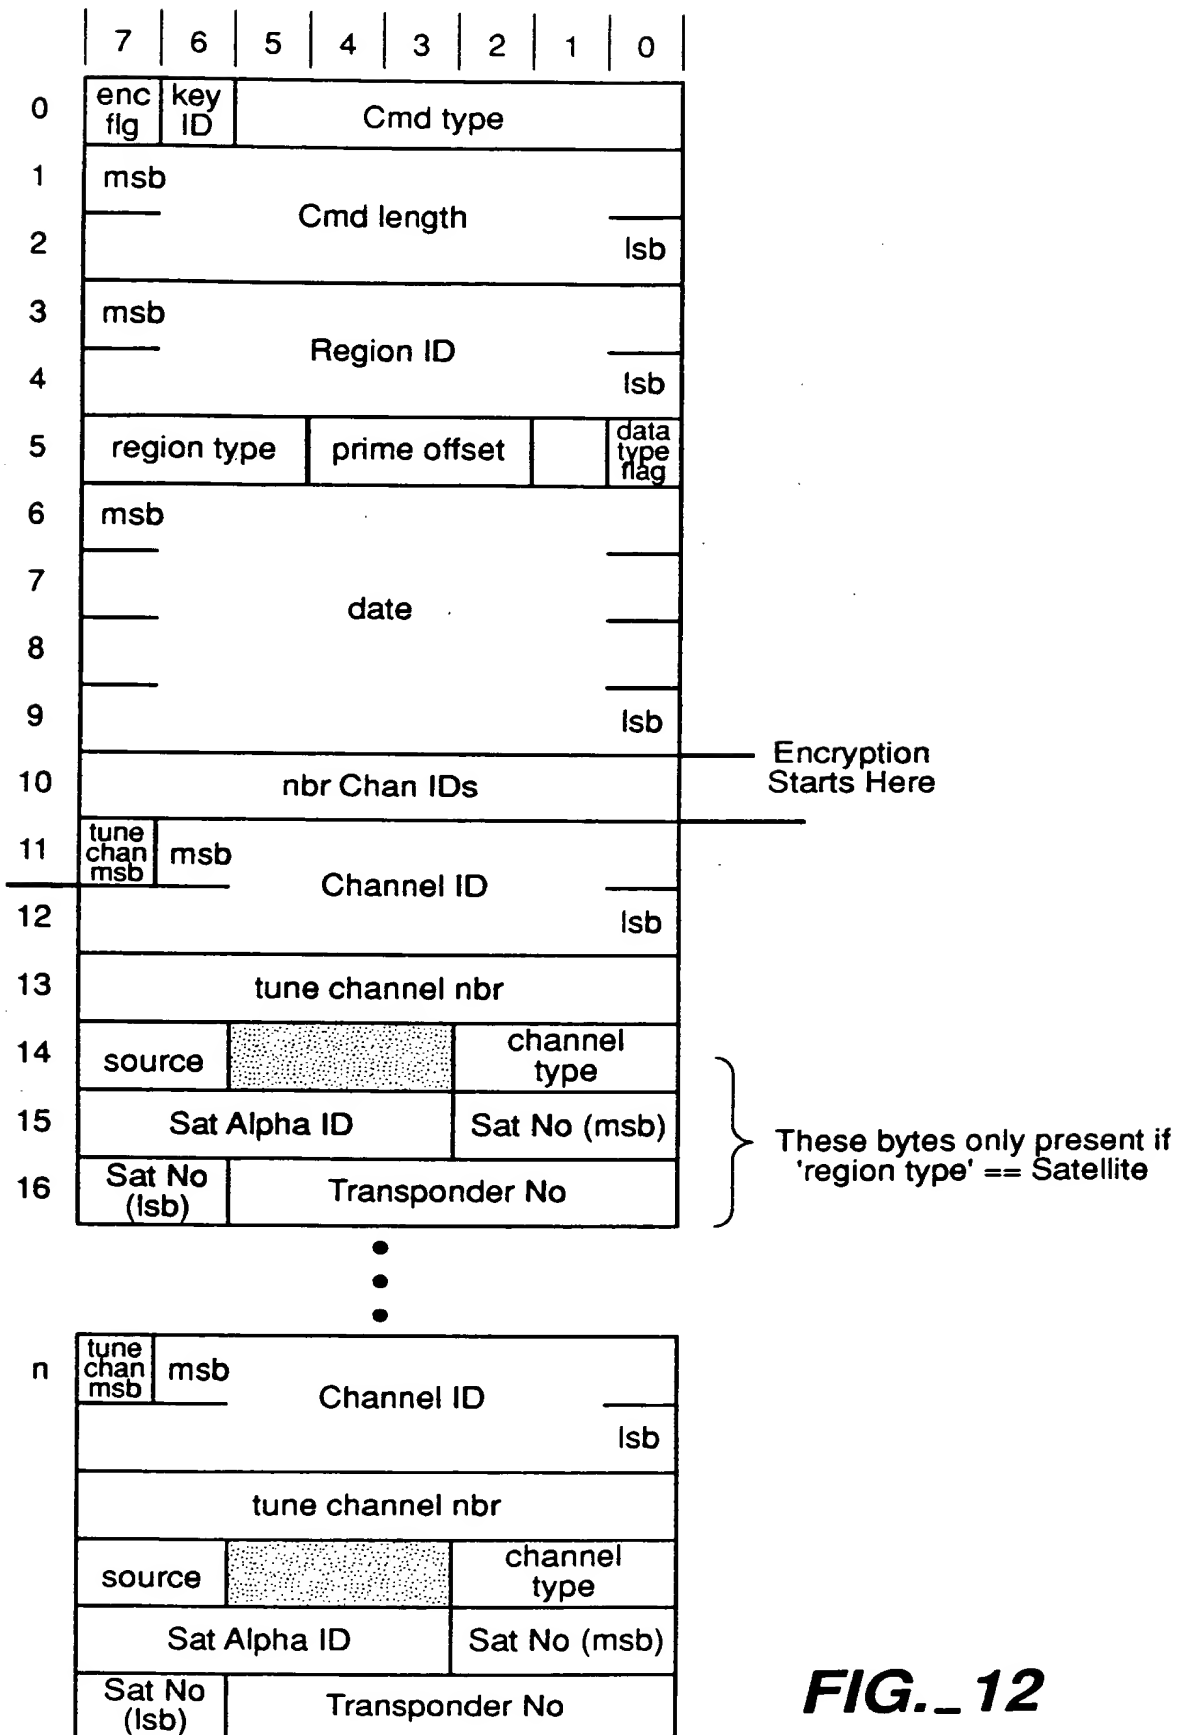 7 6 5 4 3 2 1 0
0 enc flg key ID Cmd type
1 msb
Cmd length
2 lsb
3 msb
Region ID
4 lsb
5 region type prime offset data type flag
6 msb
7
date
8
9 lsb
Encryption
Starts Here
10 nbr Chan IDs
11 tune chan msb msb
Channel ID
12 lsb
13 tune channel nbr
14 source channel type
15 Sat Alpha ID Sat No (msb)
These bytes only present if
'region type' == Satellite
16 Sat No (lsb) Transponder No
n tune chan msb msb
Channel ID
lsb
tune channel nbr
source channel type
Sat Alpha ID Sat No (msb)
Sat No (lsb) Transponder No
FIG._12